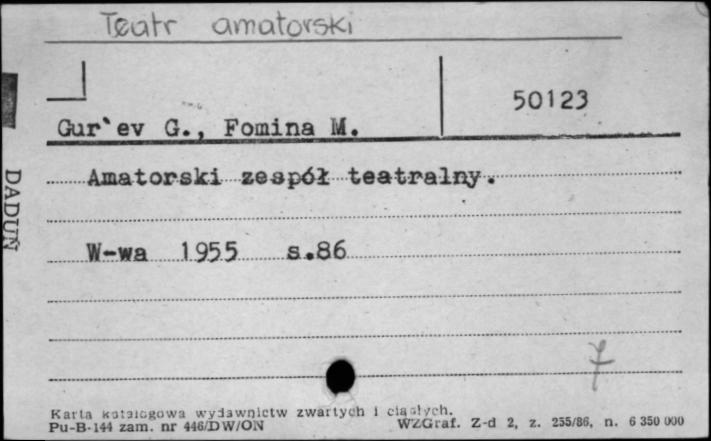 Teatr amatorski
50123
Gur`ev G., Fomina M.
Amatorski zespół teatralny.
W-wa 1955 s.86
7
DADUŃ
Karta katalogowa wydawnictw zwartych i ciągłych.
Pu-B-144 zam. nr 446/DW/ON WZGraf. Z-d 2, z. 255/86, n. 6 350 000